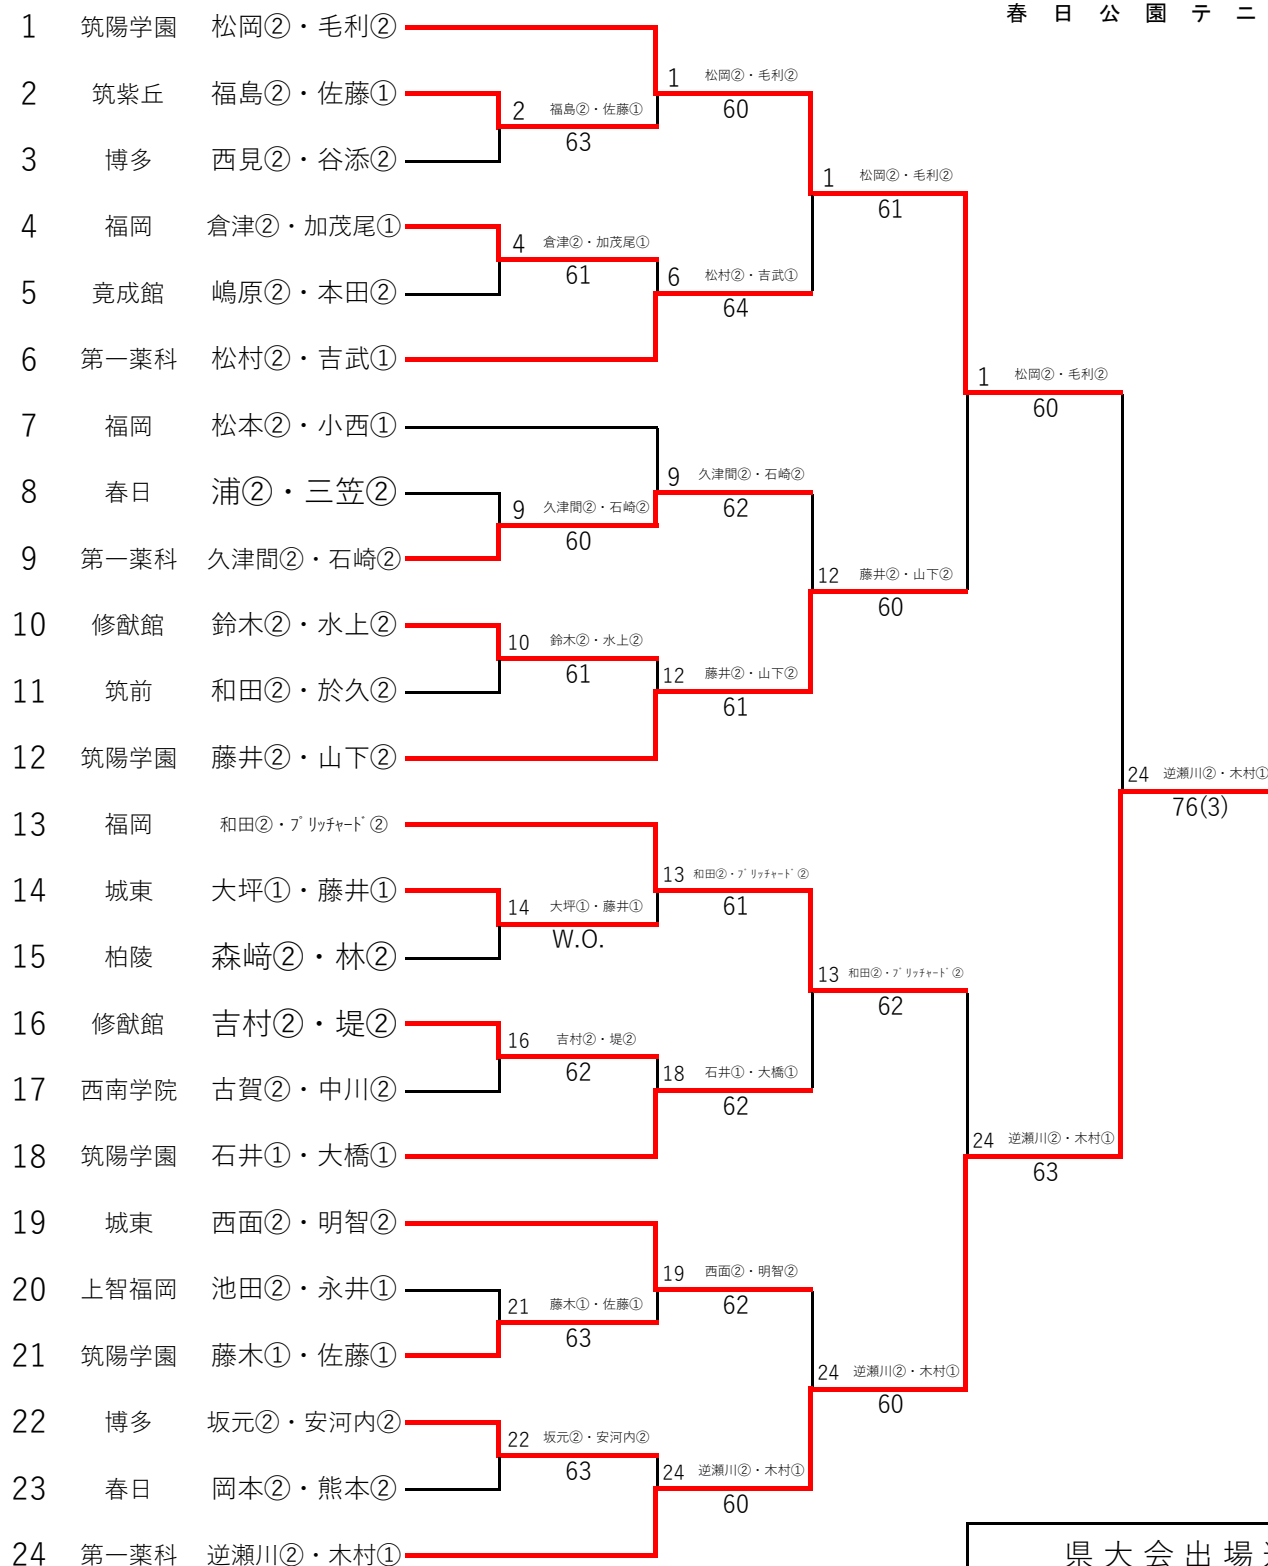 春日公園テニ
1 筑陽学園 松岡②・毛利②
2 筑紫丘 福島②・佐藤①
3 博多 西見②・谷添②
4 福岡 倉津②・加茂尾①
5 竟成館 嶋原②・本田②
6 第一薬科 松村②・吉武①
7 福岡 松本②・小西①
8 春日 浦②・三笠②
9 第一薬科 久津間②・石崎②
10 修猷館 鈴木②・水上②
11 筑前 和田②・於久②
12 筑陽学園 藤井②・山下②
13 福岡 和田②・ﾌﾟﾘｯﾁｬｰﾄﾞ②
14 城東 大坪①・藤井①
15 柏陵 森﨑②・林②
16 修猷館 吉村②・堤②
17 西南学院 古賀②・中川②
18 筑陽学園 石井①・大橋①
19 城東 西面②・明智②
20 上智福岡 池田②・永井①
21 筑陽学園 藤木①・佐藤①
22 博多 坂元②・安河内②
23 春日 岡本②・熊本②
24 第一薬科 逆瀬川②・木村①
2 福島②・佐藤①
63
4 倉津②・加茂尾①
61
9 久津間②・石崎②
60
10 鈴木②・水上②
61
14 大坪①・藤井①
W.O.
16 吉村②・堤②
62
21 藤木①・佐藤①
63
22 坂元②・安河内②
63
1 松岡②・毛利②
60
6 松村②・吉武①
64
9 久津間②・石崎②
62
12 藤井②・山下②
61
13 和田②・ﾌﾟﾘｯﾁｬｰﾄﾞ②
61
18 石井①・大橋①
62
19 西面②・明智②
62
24 逆瀬川②・木村①
60
1 松岡②・毛利②
61
12 藤井②・山下②
60
13 和田②・ﾌﾟﾘｯﾁｬｰﾄﾞ②
62
24 逆瀬川②・木村①
60
1 松岡②・毛利②
60
24 逆瀬川②・木村①
63
24 逆瀬川②・木村①
76(3)
県大会出場